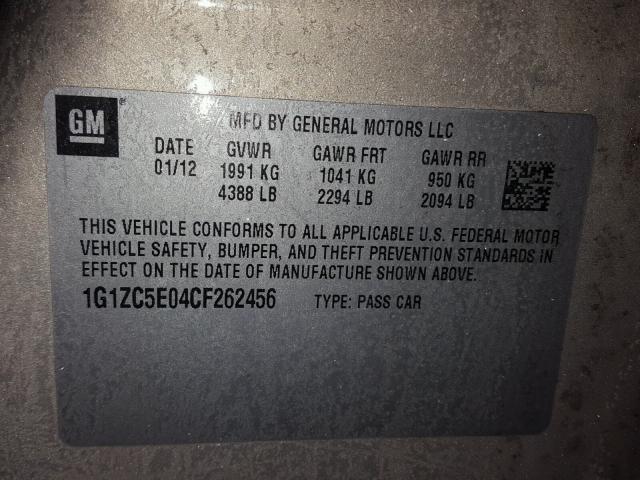 GM®
MFD BY GENERAL MOTORS LLC
DATE GVWR GAWR FRT GAWR RR
01/12 1991 KG 1041 KG 950 KG
4388 LB 2294 LB 2094 LB
THIS VEHICLE CONFORMS TO ALL APPLICABLE U.S. FEDERAL MOTOR
VEHICLE SAFETY, BUMPER, AND THEFT PREVENTION STANDARDS IN
EFFECT ON THE DATE OF MANUFACTURE SHOWN ABOVE.
1G1ZC5E04CF262456 TYPE: PASS CAR